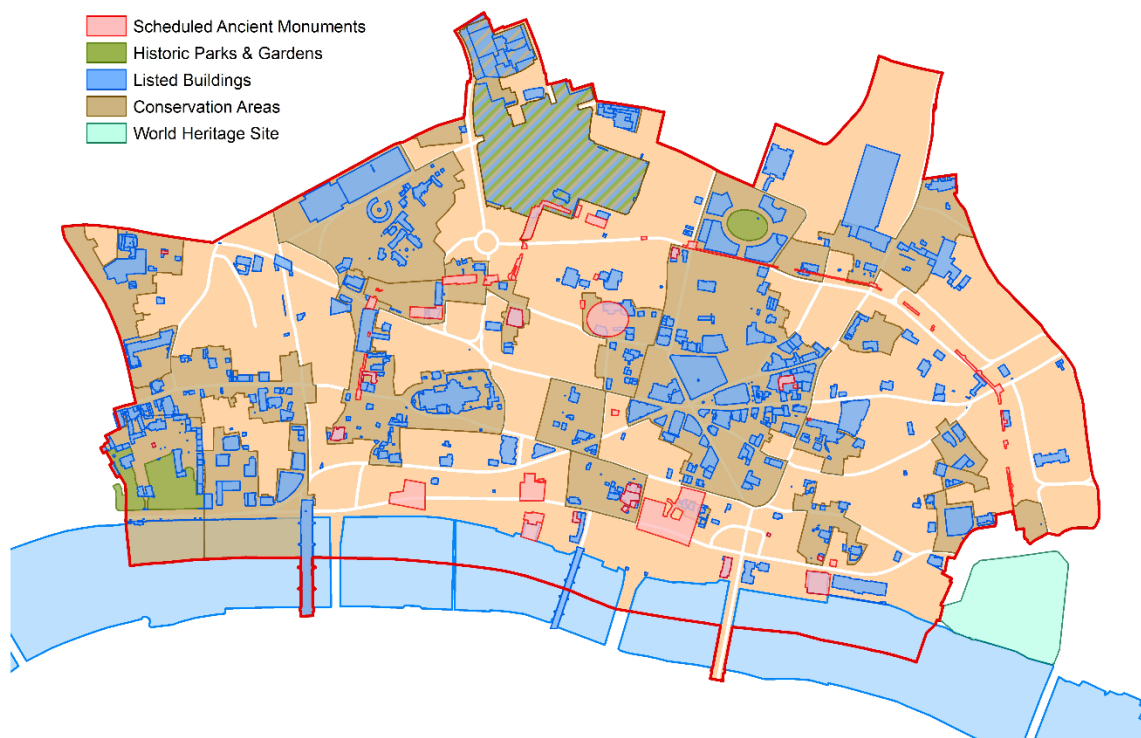 Scheduled Ancient Monuments
Historic Parks & Gardens
Listed Buildings
Conservation Areas
World Heritage Site